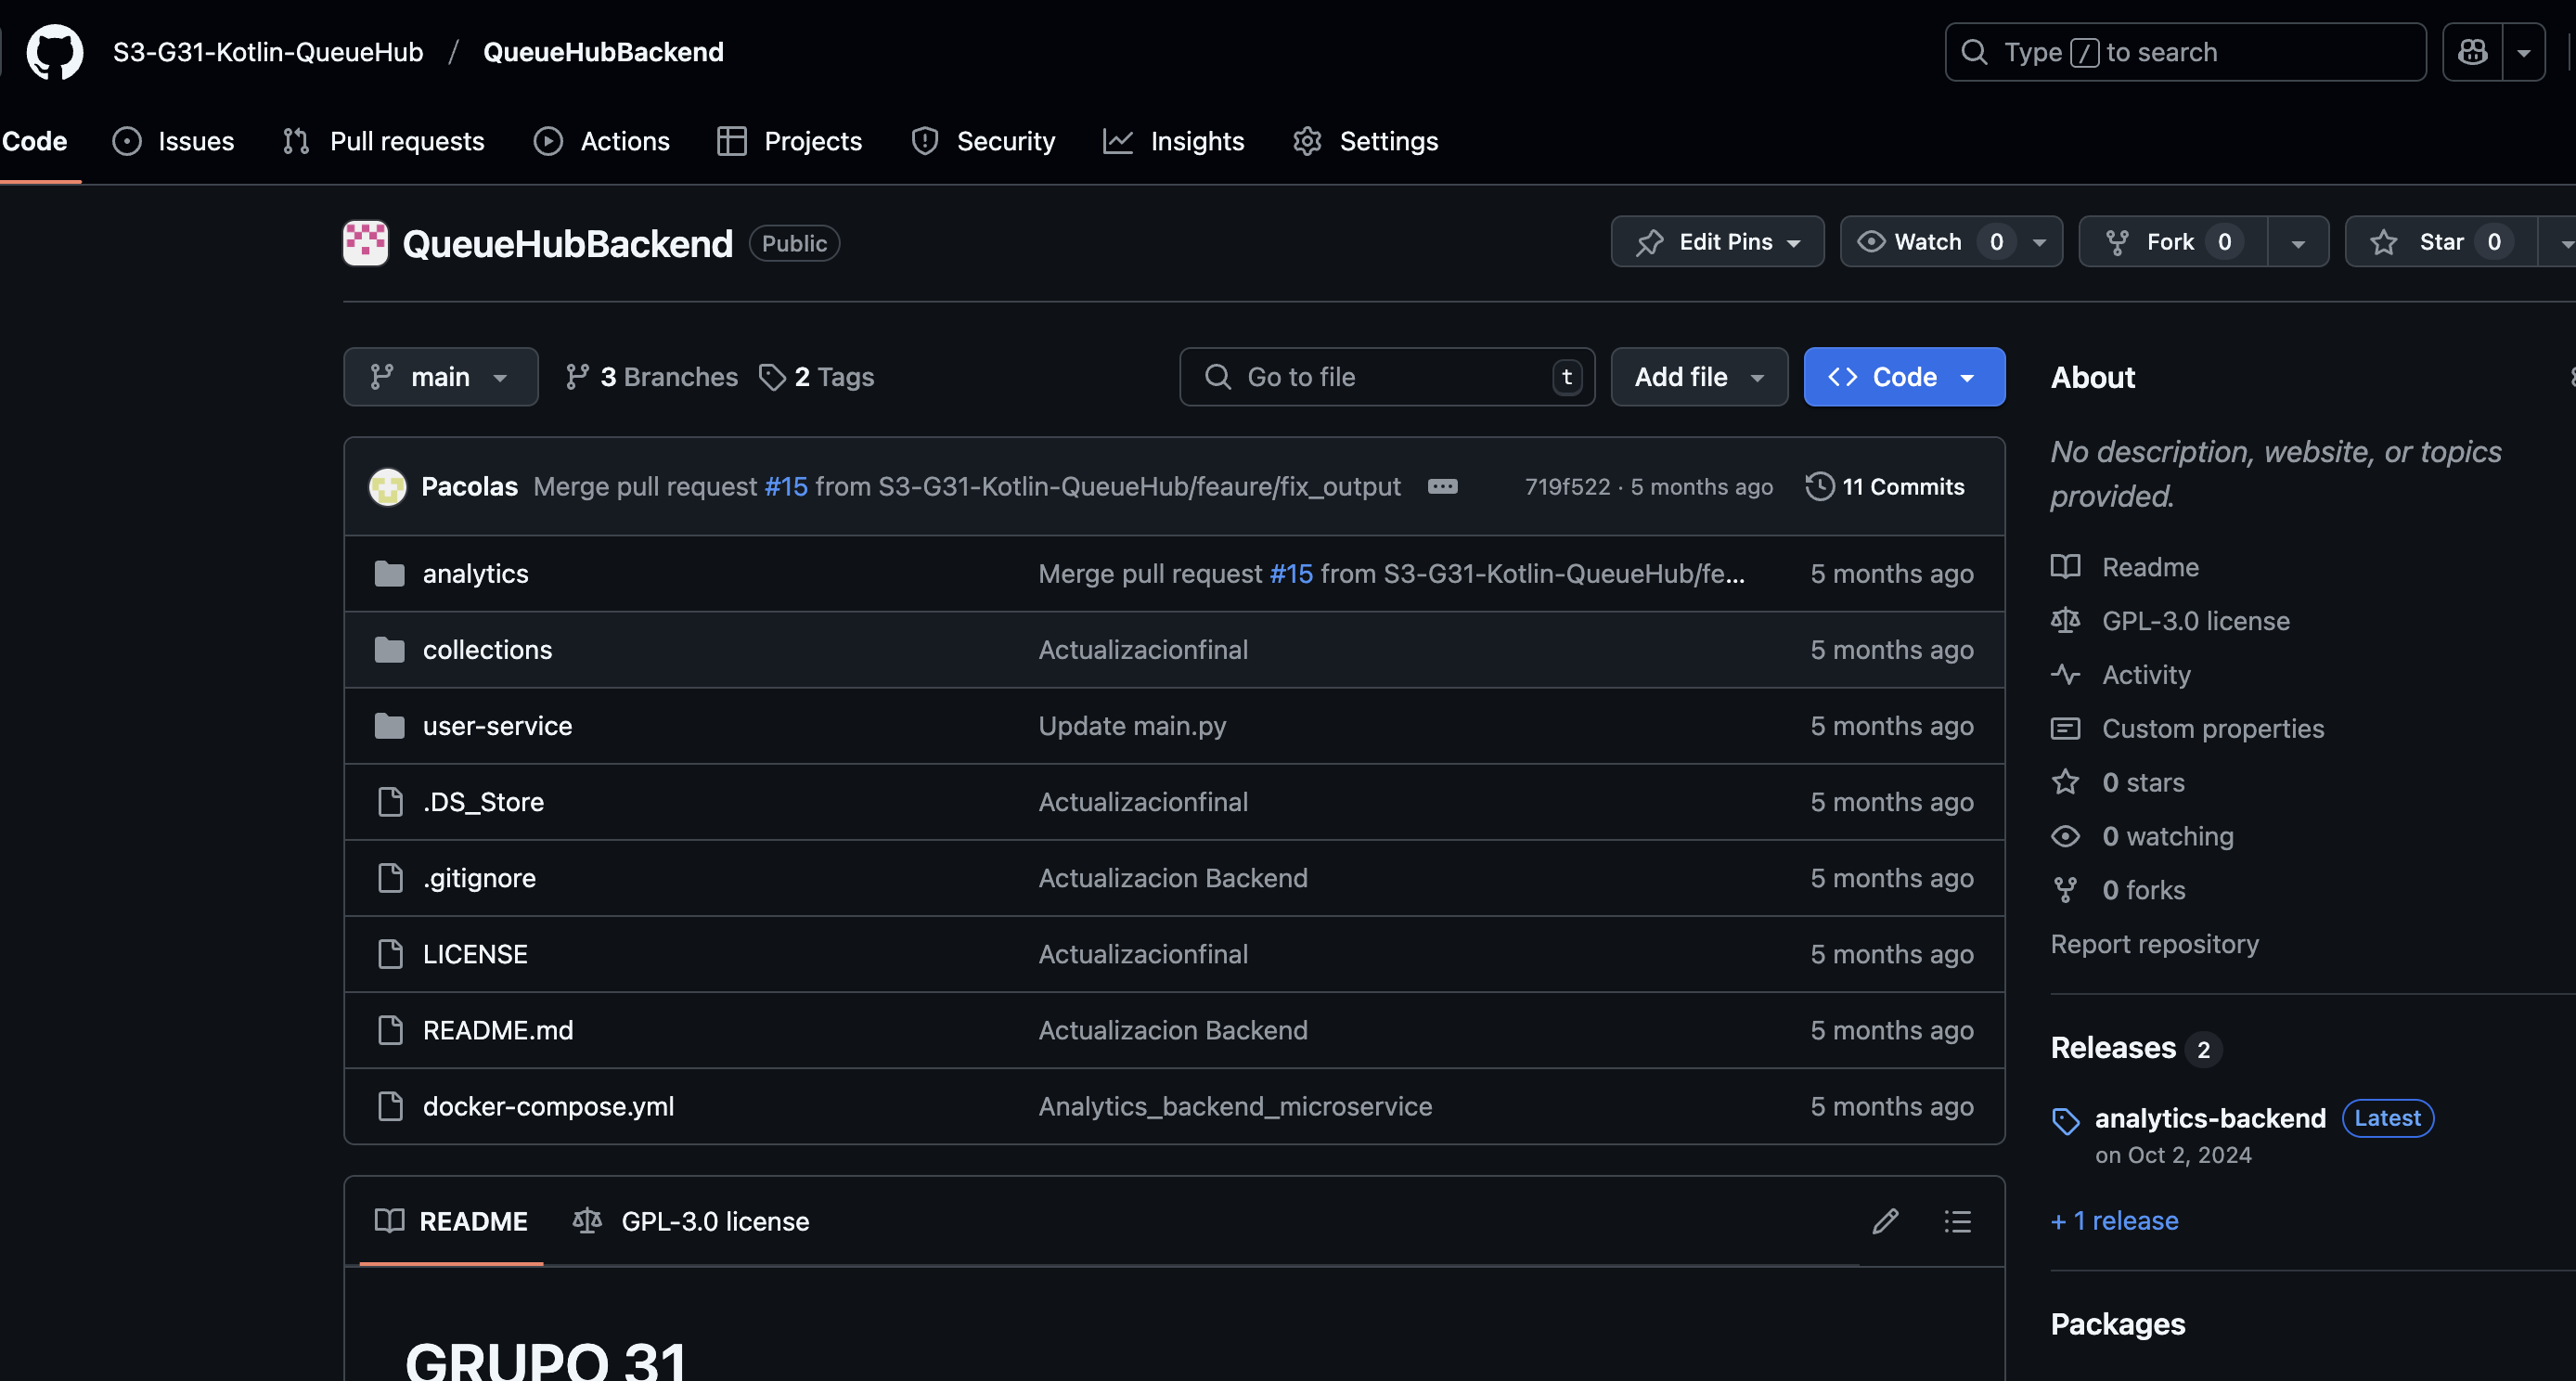 S3-G31-Kotlin-QueueHub / QueueHubBackend
Type / to search
Code Issues Pull requests Actions Projects Security Insights Settings
QueueHubBackend Public
Edit Pins Watch 0 Fork 0 Star 0
main 3 Branches 2 Tags
Go to file t Add file Code
Pacolas Merge pull request #15 from S3-G31-Kotlin-QueueHub/feaure/fix_output 719f522 · 5 months ago 11 Commits
analytics Merge pull request #15 from S3-G31-Kotlin-QueueHub/fe... 5 months ago
collections Actualizacionfinal 5 months ago
user-service Update main.py 5 months ago
.DS_Store Actualizacionfinal 5 months ago
.gitignore Actualizacion Backend 5 months ago
LICENSE Actualizacionfinal 5 months ago
README.md Actualizacion Backend 5 months ago
docker-compose.yml Analytics_backend_microservice 5 months ago
README GPL-3.0 license
GRUPO 31
About
No description, website, or topics
provided.
Readme
GPL-3.0 license
Activity
Custom properties
0 stars
0 watching
0 forks
Report repository
Releases 2
analytics-backend Latest
on Oct 2, 2024
+ 1 release
Packages